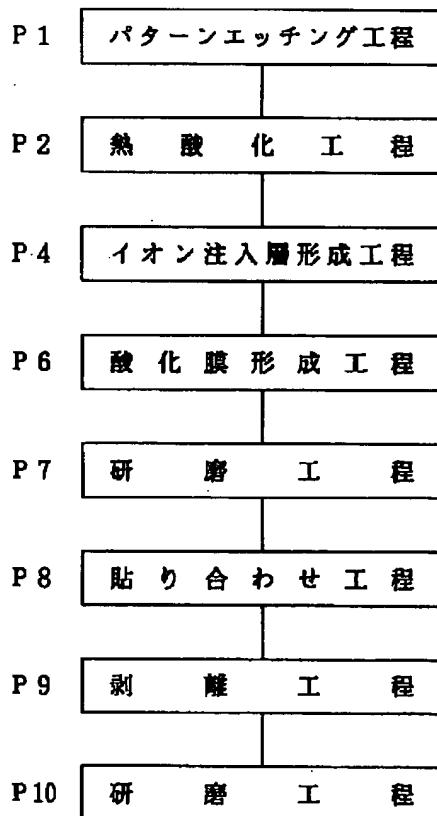 P1 パターンエッチング工程
P2 熱酸化工程
P4 イオン注入層形成工程
P6 酸化膜形成工程
P7 研磨工程
P8 貼り合わせ工程
P9 剥離工程
P10 研磨工程